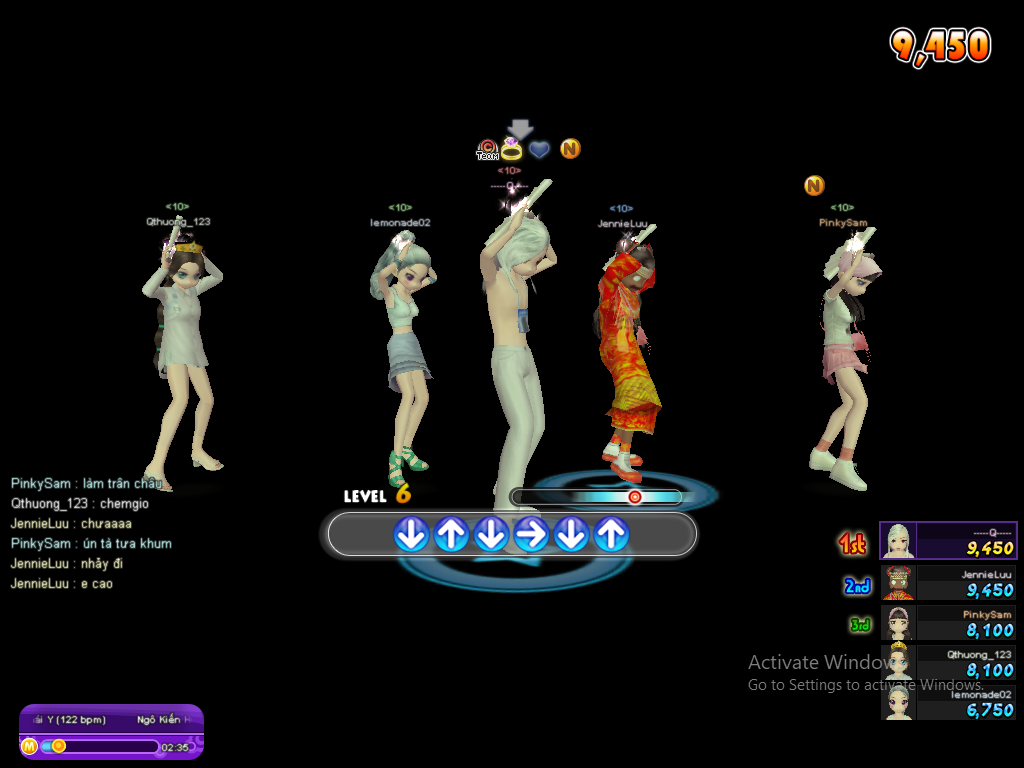 9,450
Team
N
<10>
-----Q----
N
<10>
Qthuong_123
<10>
lemonade02
<10>
JennieLuu
<10>
PinkySam
PinkySam : làm trân châu
Qthuong_123 : chemgio
JennieLuu : chưaaaa
PinkySam : ún tà tưa khum
JennieLuu : nhảy đi
JennieLuu : e cao
LEVEL 6
1st
-----Q----
9,450
2nd
JennieLuu
9,450
3rd
PinkySam
8,100
Qthuong_123
8,100
lemonade02
6,750
Activate Windows
Go to Settings to activate Windows.
Y (122 bpm) Ngô Kiến
M 02:35